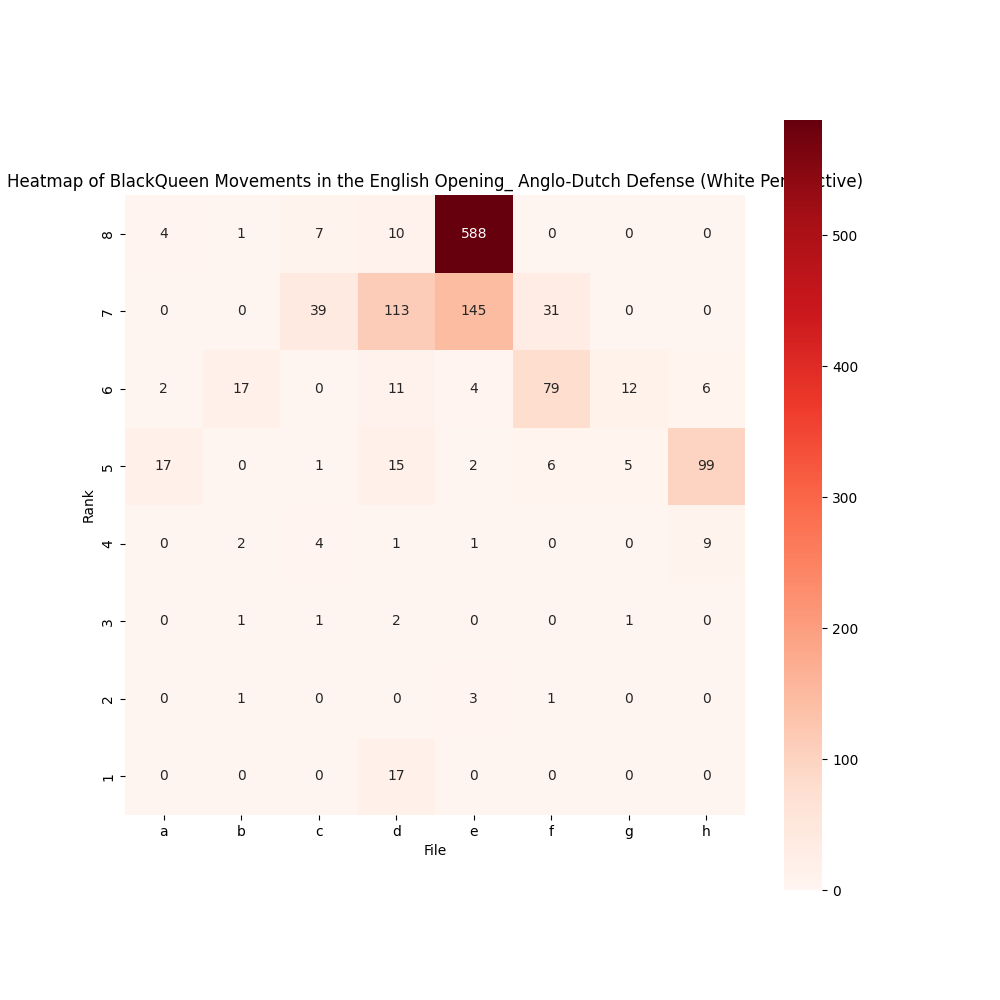 Heatmap of BlackQueen Movements in the English Opening_ Anglo-Dutch Defense (White Perspective)
8 4 1 7 10 588 0 0 0
7 0 0 39 113 145 31 0 0
6 2 17 0 11 4 79 12 6
5 17 0 1 15 2 6 5 99
Rank
4 0 2 4 1 1 0 0 9
3 0 1 1 2 0 0 1 0
2 0 1 0 0 3 1 0 0
1 0 0 0 17 0 0 0 0
a b c d e f g h
File
500
400
300
200
100
0